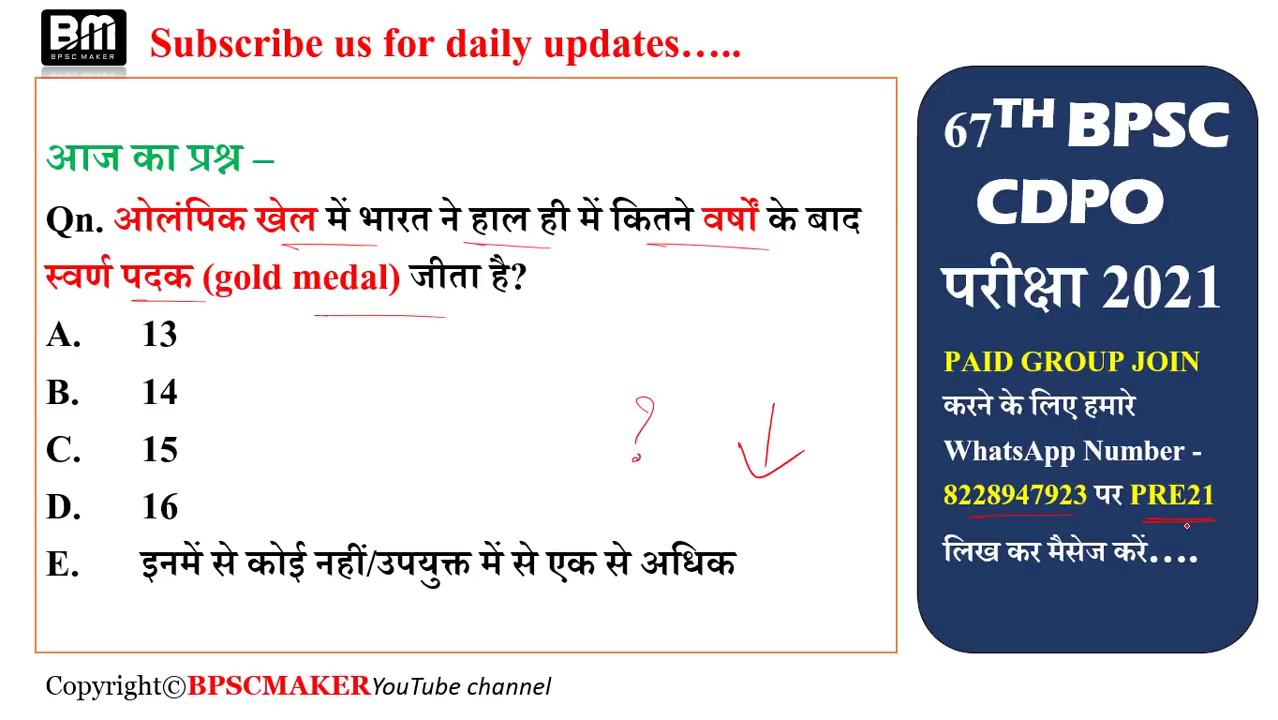 BM
BPSC MAKER
Subscribe us for daily updates…..
आज का प्रश्न –
Qn. ओलंपिक खेल में भारत ने हाल ही में कितने वर्षों के बाद
स्वर्ण पदक (gold medal) जीता है?
A. 13
B. 14
C. 15
D. 16
E. इनमें से कोई नहीं/उपयुक्त में से एक से अधिक
67TH BPSC
CDPO
परीक्षा 2021
PAID GROUP JOIN
करने के लिए हमारे
WhatsApp Number -
8228947923 पर PRE21
लिख कर मैसेज करें….
?
Copyright©BPSCMAKERYouTube channel